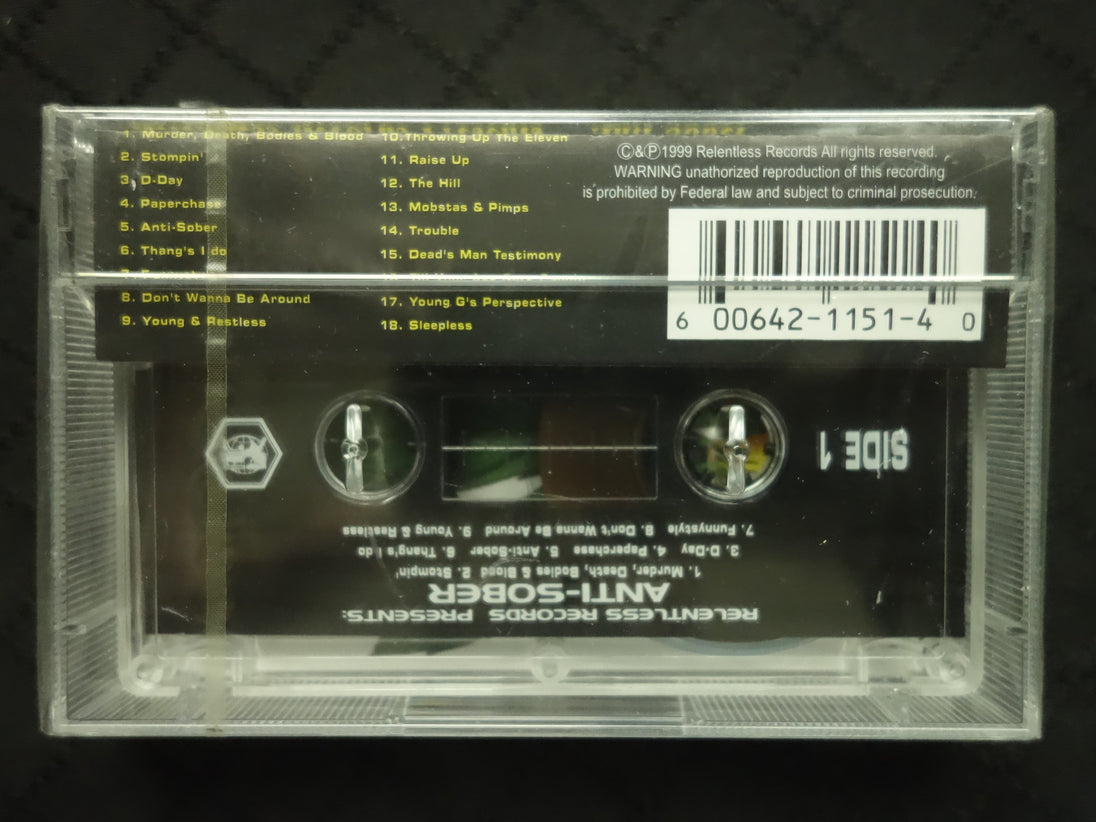 1. Murder, Death, Bodies & Blood
2. Stompin'
3. D-Day
4. Paperchase
5. Anti-Sober
6. Thang's I do
8. Don't Wanna Be Around
9. Young & Restless
10. Throwing Up The Eleven
11. Raise Up
12. The Hill
13. Mobstas & Pimps
14. Trouble
15. Dead's Man Testimony
17. Young G's Perspective
18. Sleepless
©&Ⓟ1999 Relentless Records All rights reserved.
WARNING unathorized reproduction of this recording
is prohibited by Federal law and subject to criminal prosecution.
6 00642-1151-4 0
SIDE 1
RELENTLESS RECORDS PRESENTS:
ANTI-SOBER
1. Murder, Death, Bodies & Blood 2. Stompin'
3. D-Day 4. Paperchase 5. Anti-Sober 6. Thang's I do
7. Funnystyle 8. Don't Wanna Be Around 9. Young & Restless